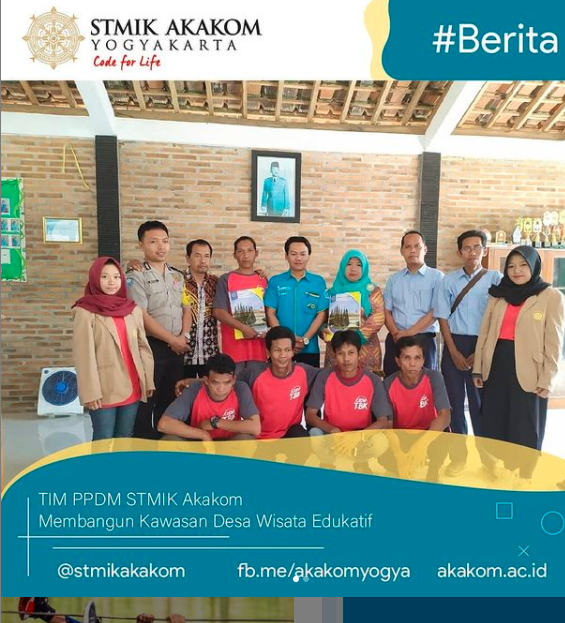 STMIK AKAKOM
YOGYAKARTA
Code for Life
#Berita
TBK
TIM PPDM STMIK Akakom
Membangun Kawasan Desa Wisata Edukatif
@stmikakakom
fb.me/akakomyogya
akakom.ac.id